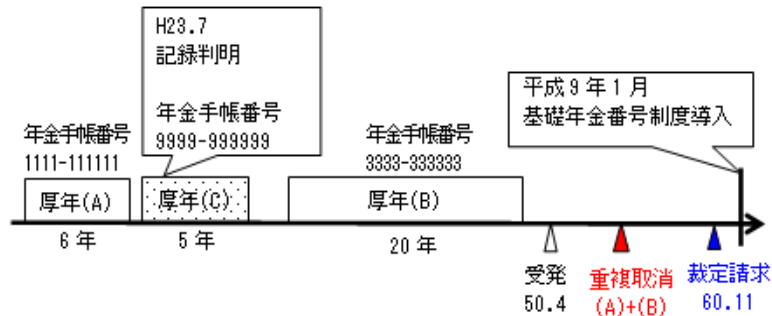 H23.7
記録判明
年金手帳番号
9999-999999
平成9年1月
基礎年金番号制度導入
年金手帳番号
1111-111111
年金手帳番号
3333-333333
厚年(A)
厚年(C)
厚年(B)
6年
5年
20年
受発
50.4
重複取消
(A)+(B)
裁定請求
60.11